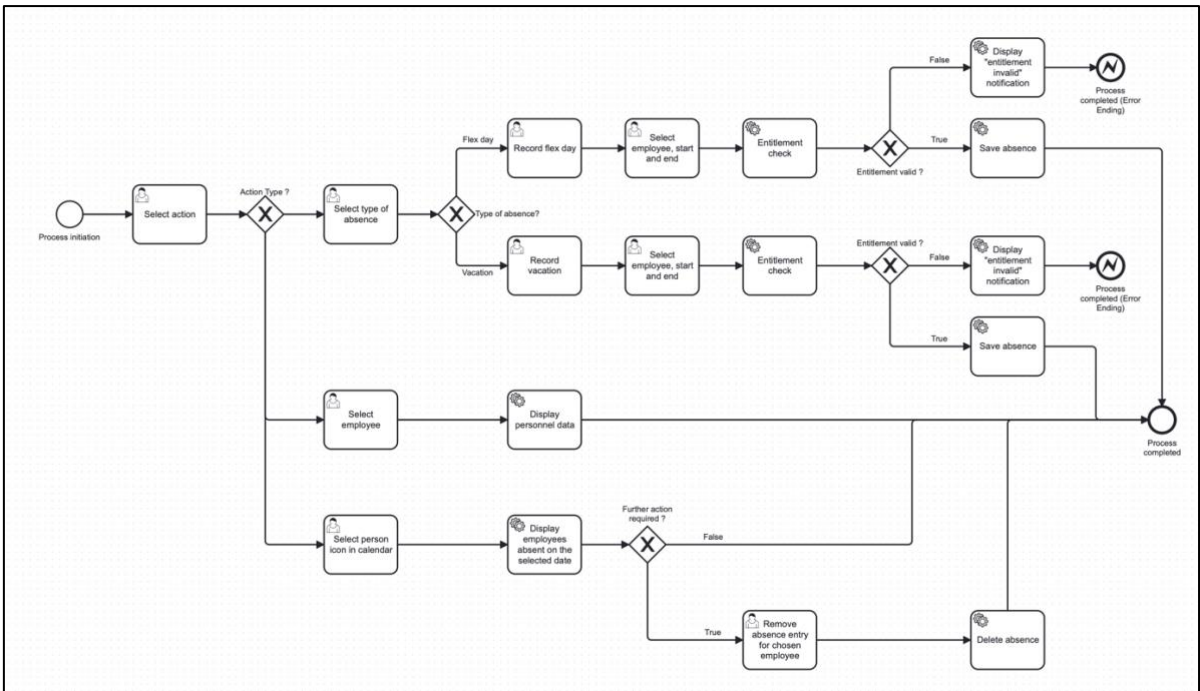 False
Display
"entitlement
invalid"
notification
Process
completed (Error
Ending)
Flex day
Record flex day
Select
employee, start
and end
Entitlement
check
True
Entitlement valid ?
Save absence
Action Type ?
Select action
Process initiation
Select type of
absence
Type of absence?
Vacation
Record
vacation
Select
employee, start
and end
Entitlement
check
Entitlement valid ?
False
Display
"entitlement
invalid"
notification
Process
completed (Error
Ending)
True
Save absence
Select
employee
Display
personnel data
Process
completed
Select person
icon in calendar
Display
employees
absent on the
selected date
Further action
required ?
False
True
Remove
absence entry
for chosen
employee
Delete absence